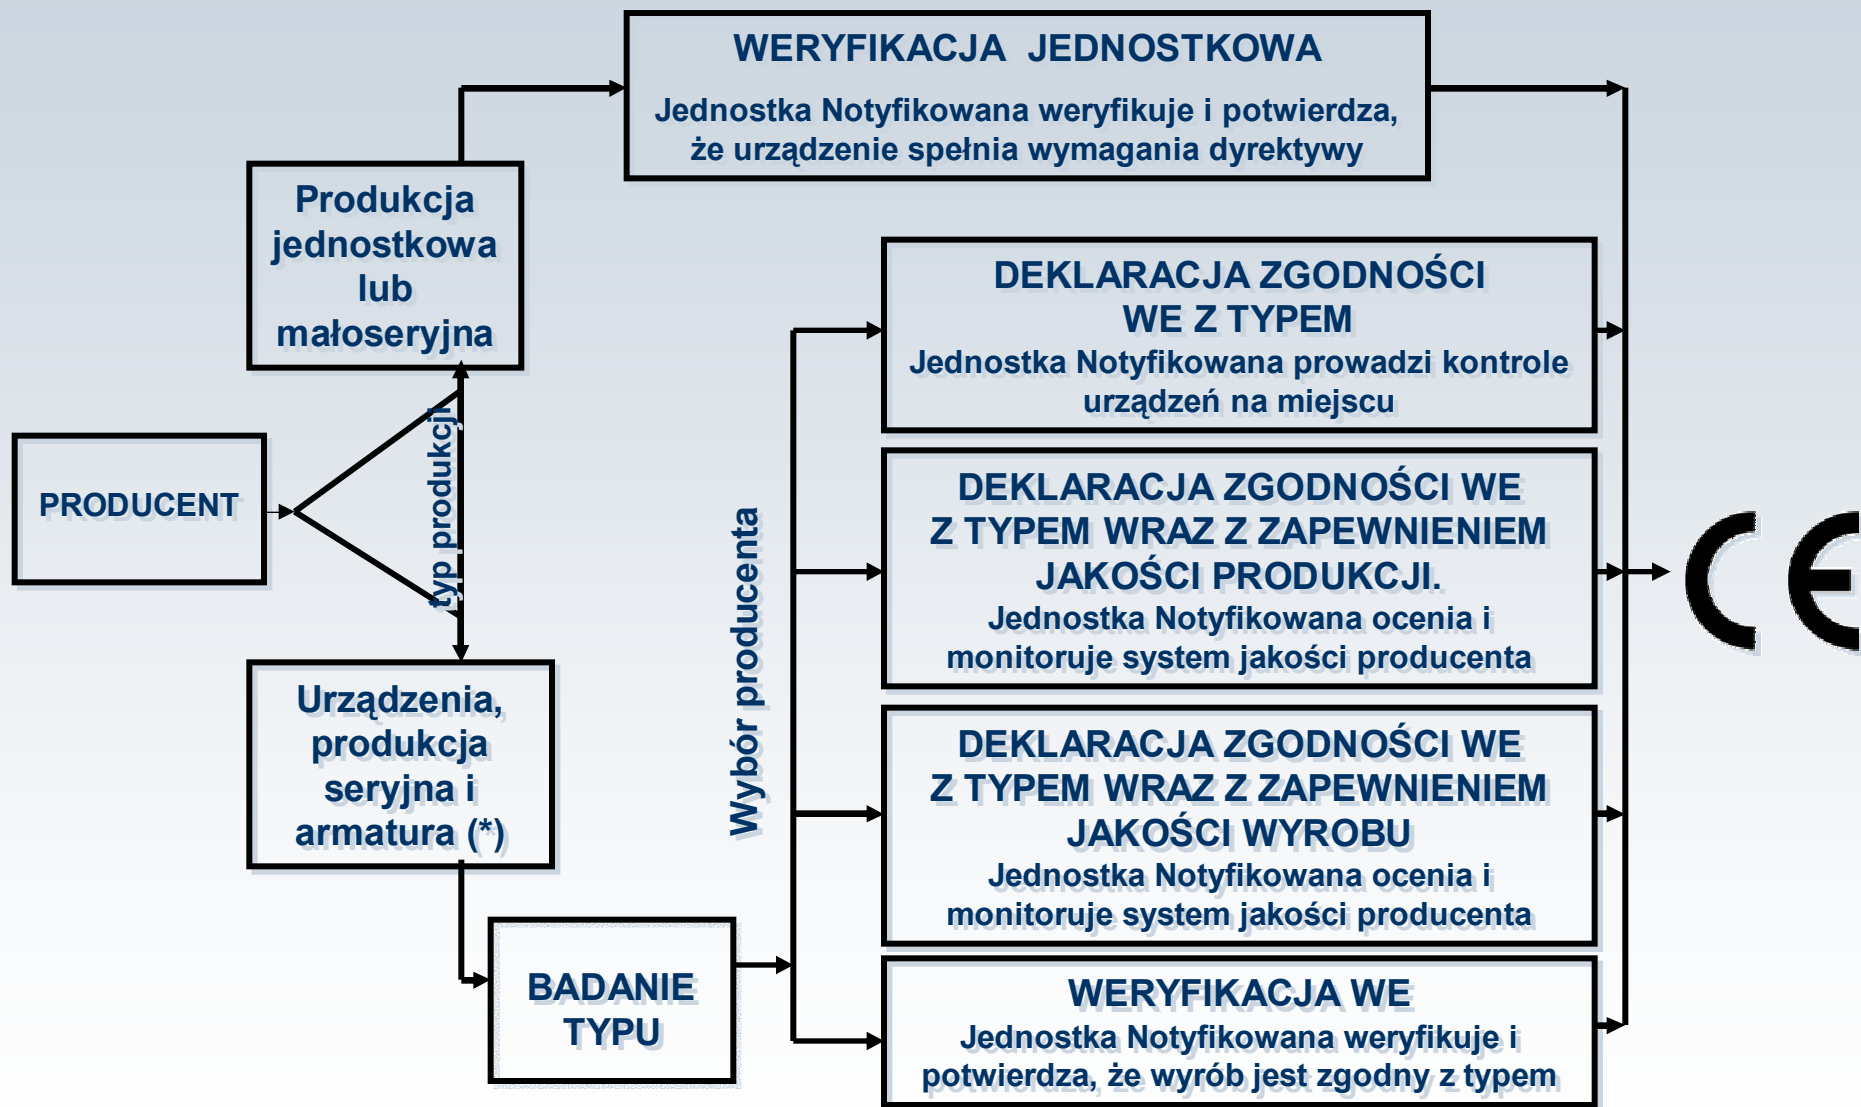 WERYFIKACJA JEDNOSTKOWA
Jednostka Notyfikowana weryfikuje i potwierdza,
że urządzenie spełnia wymagania dyrektywy
Produkcja
jednostkowa
lub
małoseryjna
PRODUCENT
typ produkcji
Urządzenia,
produkcja
seryjna i
armatura (*)
BADANIE
TYPU
Wybór producenta
DEKLARACJA ZGODNOŚCI
WE Z TYPEM
Jednostka Notyfikowana prowadzi kontrole
urządzeń na miejscu
DEKLARACJA ZGODNOŚCI WE
Z TYPEM WRAZ Z ZAPEWNIENIEM
JAKOŚCI PRODUKCJI.
Jednostka Notyfikowana ocenia i
monitoruje system jakości producenta
DEKLARACJA ZGODNOŚCI WE
Z TYPEM WRAZ Z ZAPEWNIENIEM
JAKOŚCI WYROBU
Jednostka Notyfikowana ocenia i
monitoruje system jakości producenta
WERYFIKACJA WE
Jednostka Notyfikowana weryfikuje i
potwierdza, że wyrób jest zgodny z typem
CE